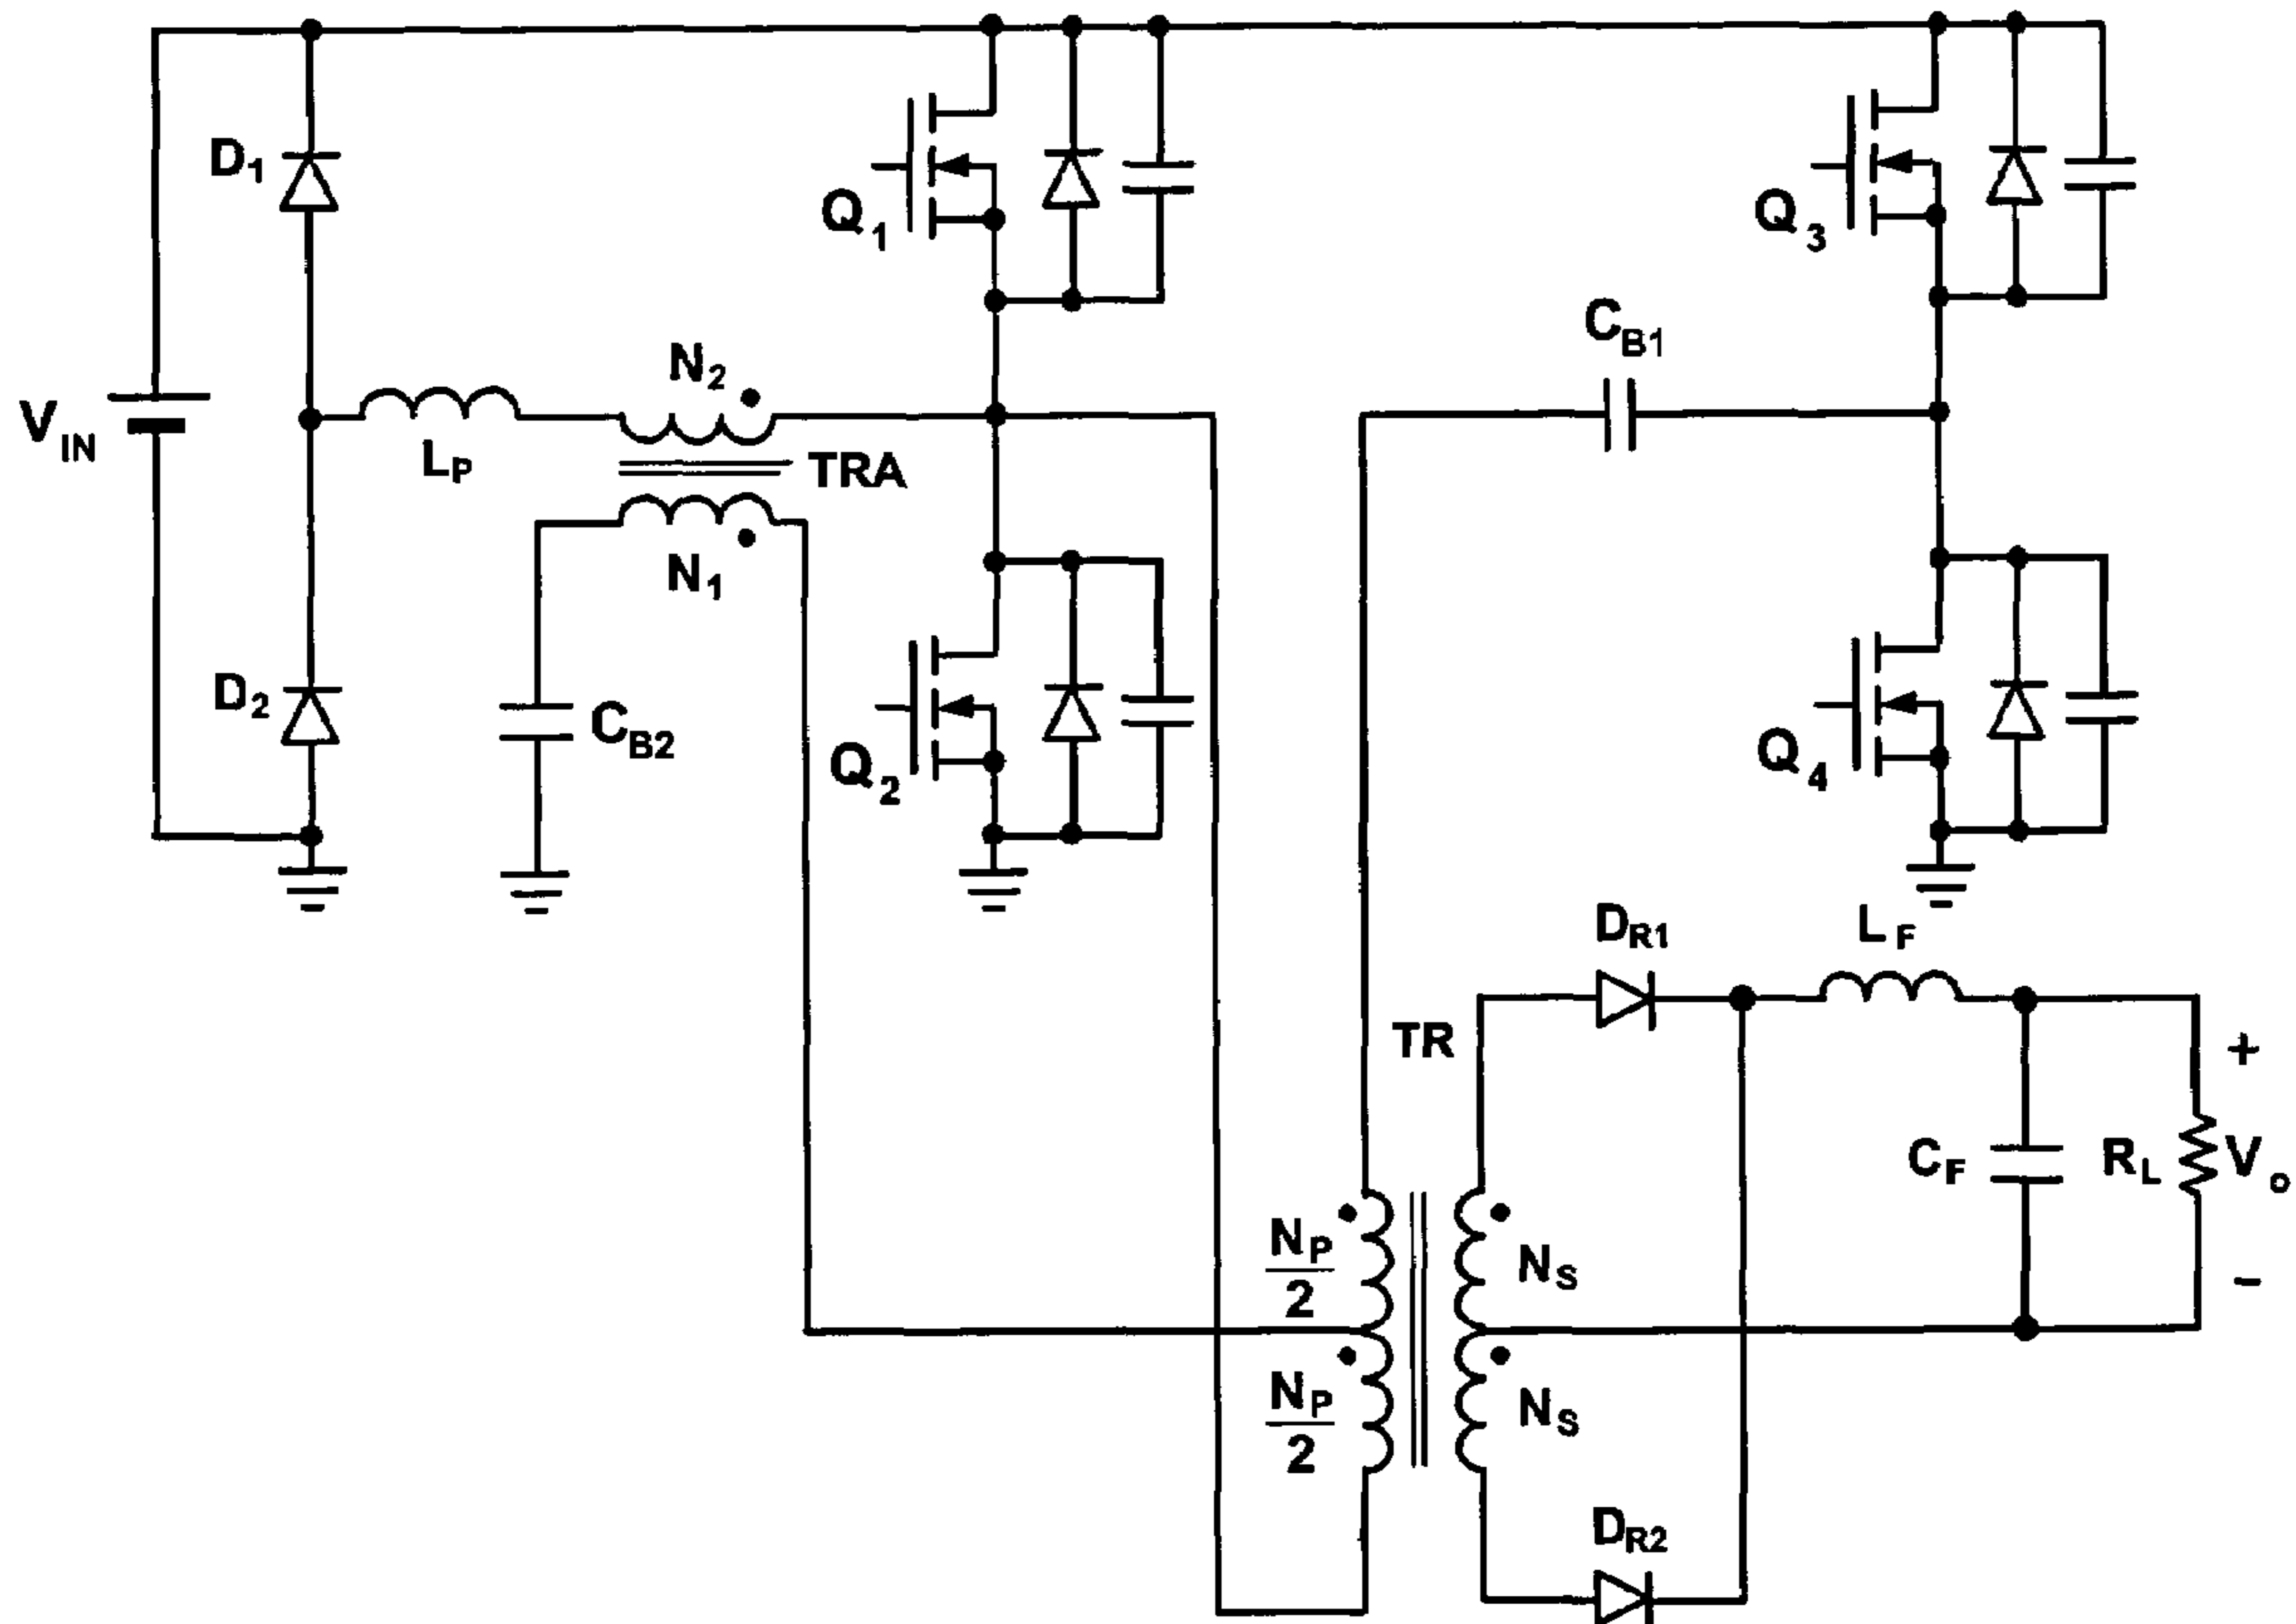 D1
Q1
Q3
CB1
N2
VIN
LP
TRA
N1
D2
CB2
Q2
Q4
DR1
LF
TR
+
CF
RL
Vo
NP
2
NS
-
NP
2
NS
DR2